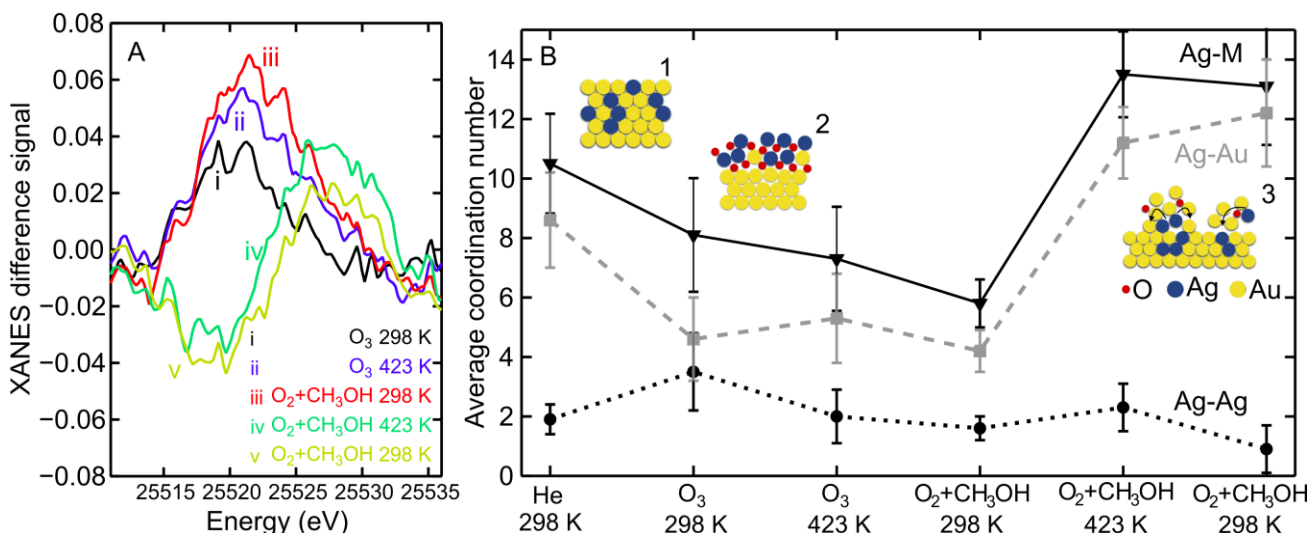 A
XANES difference signal
0.08
0.06
0.04
0.02
0.00
−0.02
−0.04
−0.06
−0.08
iii
ii
i
iv
v
i O₃ 298 K
ii O₃ 423 K
iii O₂+CH₃OH 298 K
iv O₂+CH₃OH 423 K
v O₂+CH₃OH 298 K
25515 25520 25525 25530 25535
Energy (eV)
B
Average coordination number
14
12
10
8
6
4
2
0
1
2
3
Ag-M
Ag-Au
Ag-Ag
O Ag Au
He O₃ O₃ O₂+CH₃OH O₂+CH₃OH O₂+CH₃OH
298 K 298 K 423 K 298 K 423 K 298 K